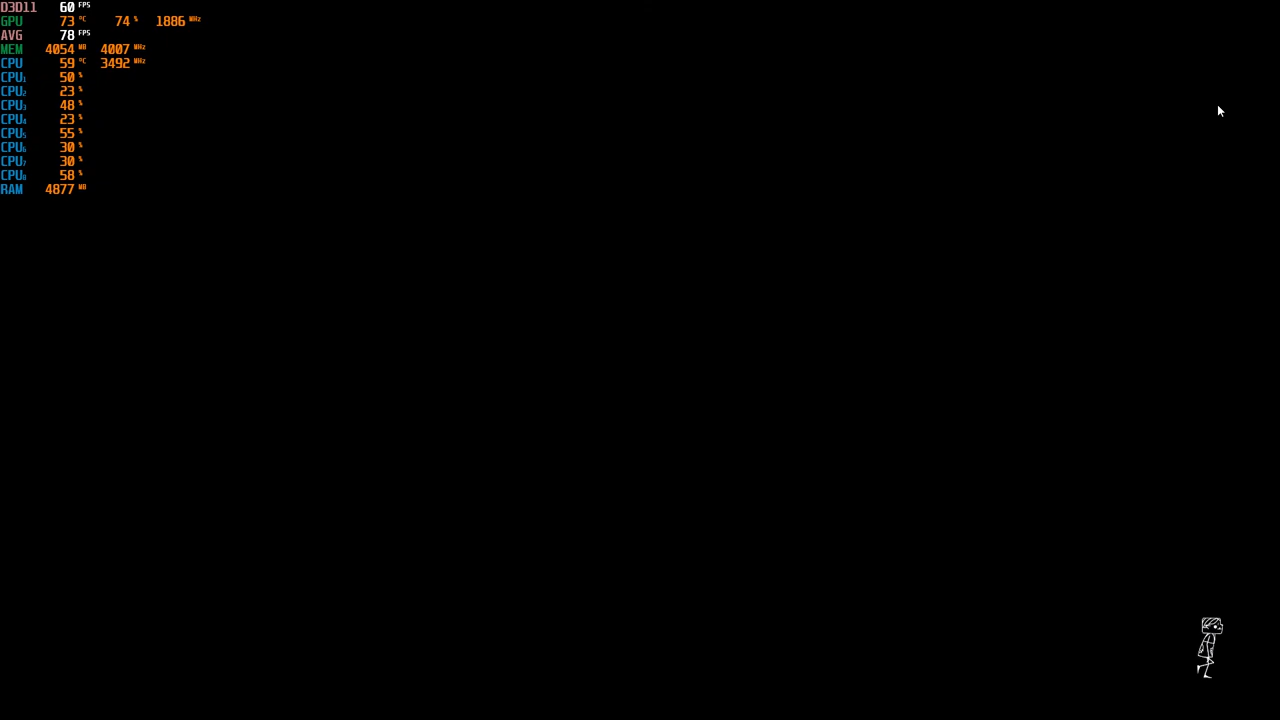 D3D11 60 FPS
GPU 73 °C 74 % 1886 MHz
AVG 78 FPS
MEM 4054 MB 4007 MHz
CPU 59 °C 3492 MHz
CPU1 50 %
CPU2 23 %
CPU3 48 %
CPU4 23 %
CPU5 55 %
CPU6 30 %
CPU7 30 %
CPU8 58 %
RAM 4877 MB